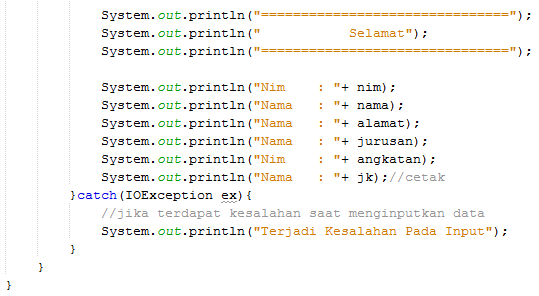 System.out.println("===============================");
System.out.println("           Selamat");
System.out.println("===============================");
System.out.println("Nim    : "+ nim);
System.out.println("Nama   : "+ nama);
System.out.println("Nama   : "+ alamat);
System.out.println("Nama   : "+ jurusan);
System.out.println("Nim    : "+ angkatan);
System.out.println("Nama   : "+ jk);//cetak
}catch(IOException ex){
//jika terdapat kesalahan saat menginputkan data
System.out.println("Terjadi Kesalahan Pada Input");
}
}
}